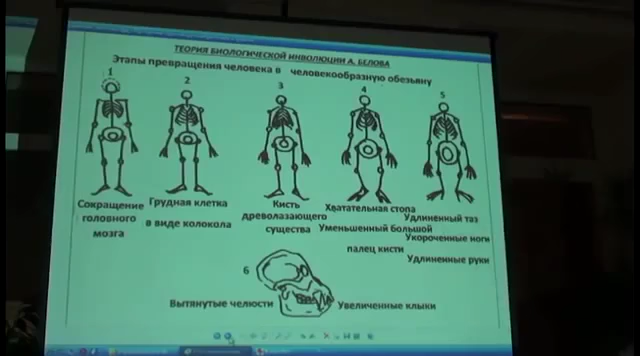 ТЕОРИЯ БИОЛОГИЧЕСКОЙ ИНВОЛЮЦИИ А. БЕЛОВА
Этапы превращения человека в человекообразную обезьяну
1
2
3
4
5
Сокращение
головного
мозга
Грудная клетка
в виде колокола
Кисть
древолазающего
существа
Хватательная стопа
Уменьшенный большой
палец кисти
Удлиненный таз
Укороченные ноги
Удлиненные руки
6
Вытянутые челюсти
Увеличенные клыки